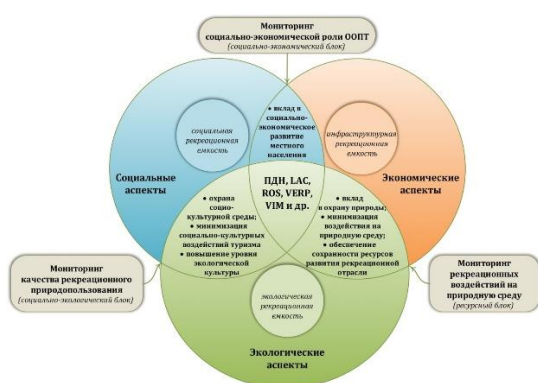 Мониторинг
социально-экономической роли ООПТ
(социально-экономический блок)
социальная
рекреационная
емкость
• вклад в
социально-
экономическое
развитие
местного
населения
инфраструктурная
рекреационная
емкость
Социальные
аспекты
Экономические
аспекты
ПДН, LAC,
ROS, VERP,
VIM и др.
• охрана
социо-
культурной среды;
• минимизация
социально-культурных
воздействий туризма
• повышение уровня
экологической
культуры
• вклад
в охрану природы;
• минимизация
воздействия на
природную среду;
• обеспечение
сохранности ресурсов
развития рекреационной
отрасли
Мониторинг
качества рекреационного
природопользования
(социально-экологический блок)
Мониторинг
рекреационных
воздействий на
природную среду
(ресурсный блок)
экологическая
рекреационная
емкость
Экологические
аспекты